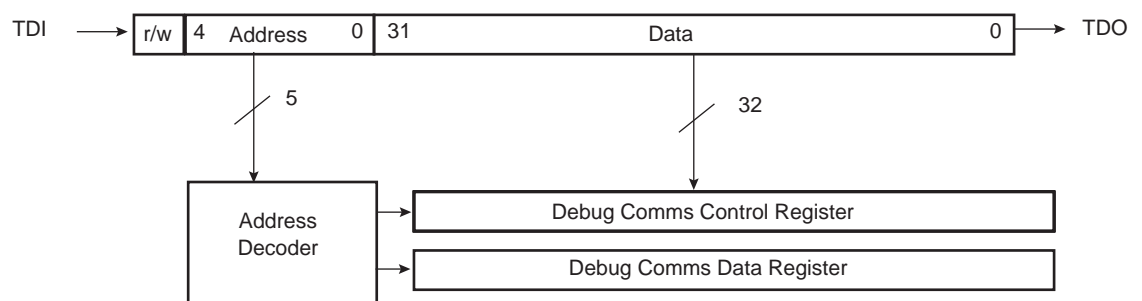 TDI r/w 4 Address 0 31 Data 0 TDO
5
32
Address
Decoder
Debug Comms Control Register
Debug Comms Data Register